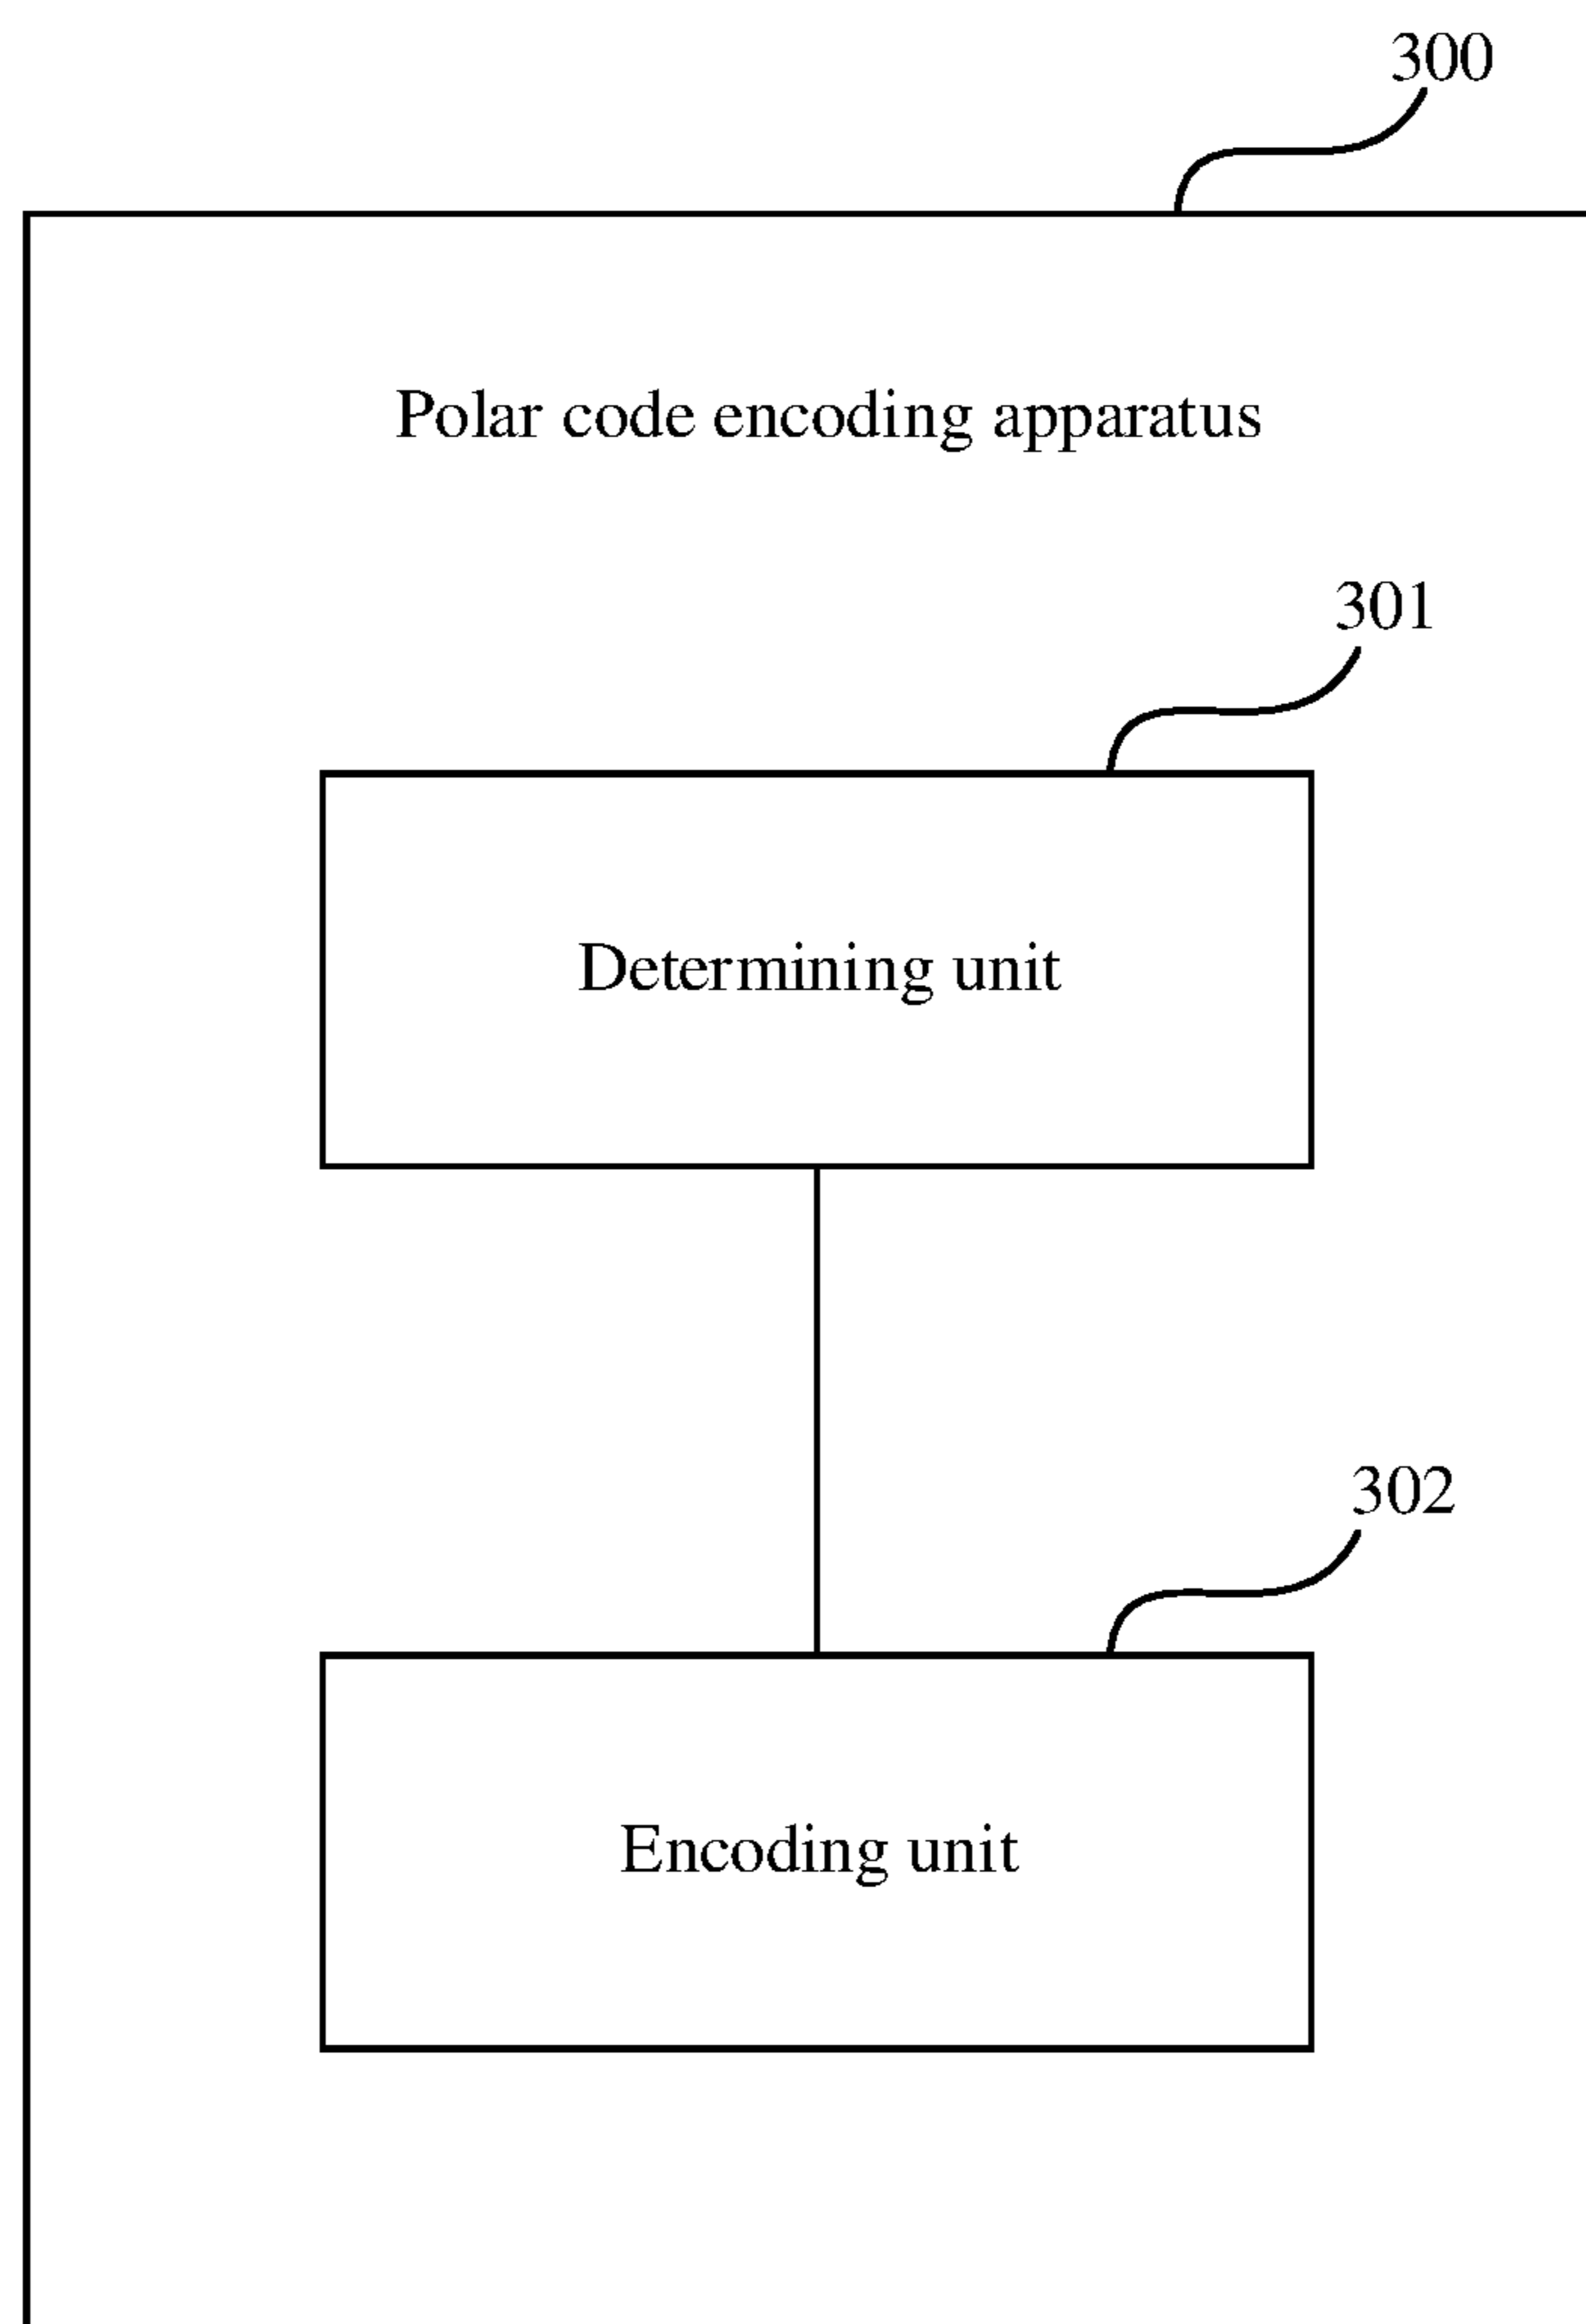 300
Polar code encoding apparatus
301
Determining unit
302
Encoding unit